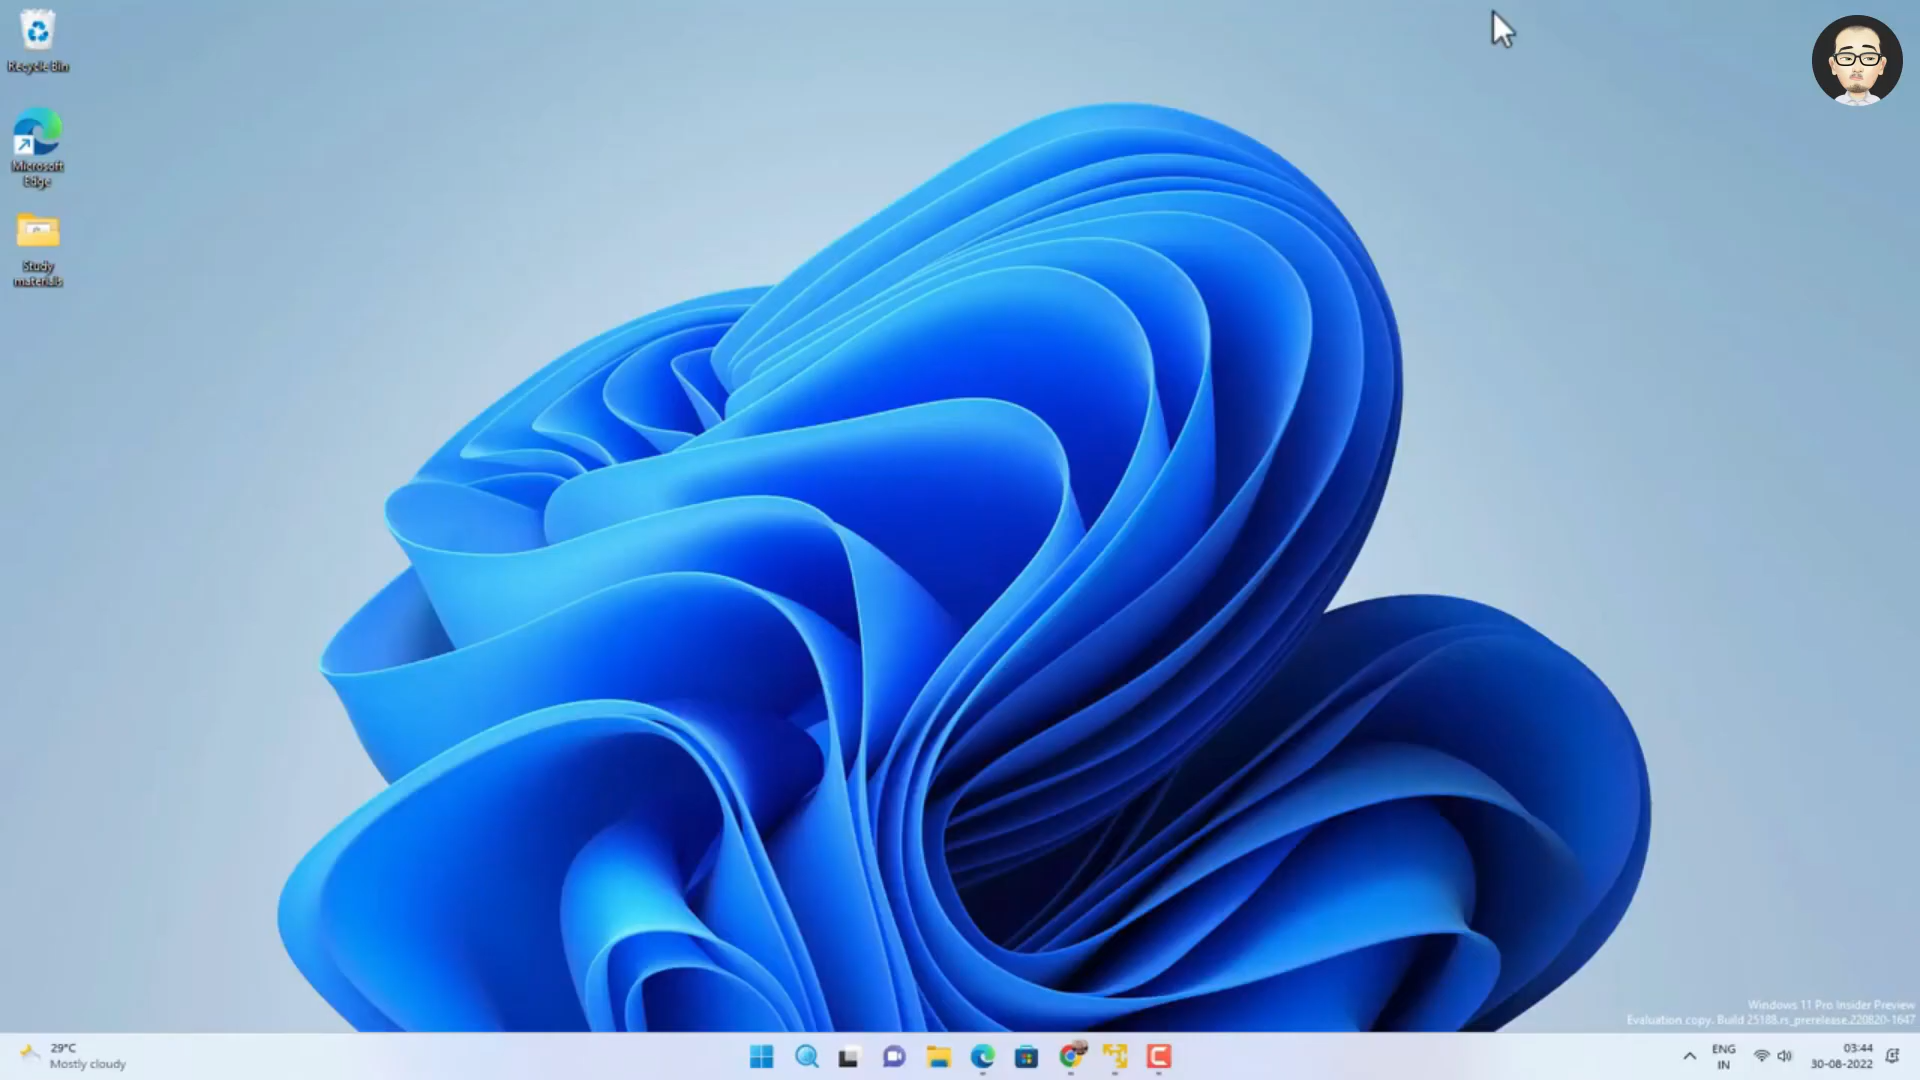 Recycle Bin
Microsoft
Edge
Study
materials
Windows 11 Pro Insider Preview
Evaluation copy. Build 25188.rs_prerelease.220820-1647
29°C
Mostly cloudy
ENG
IN
03:44
30-08-2022